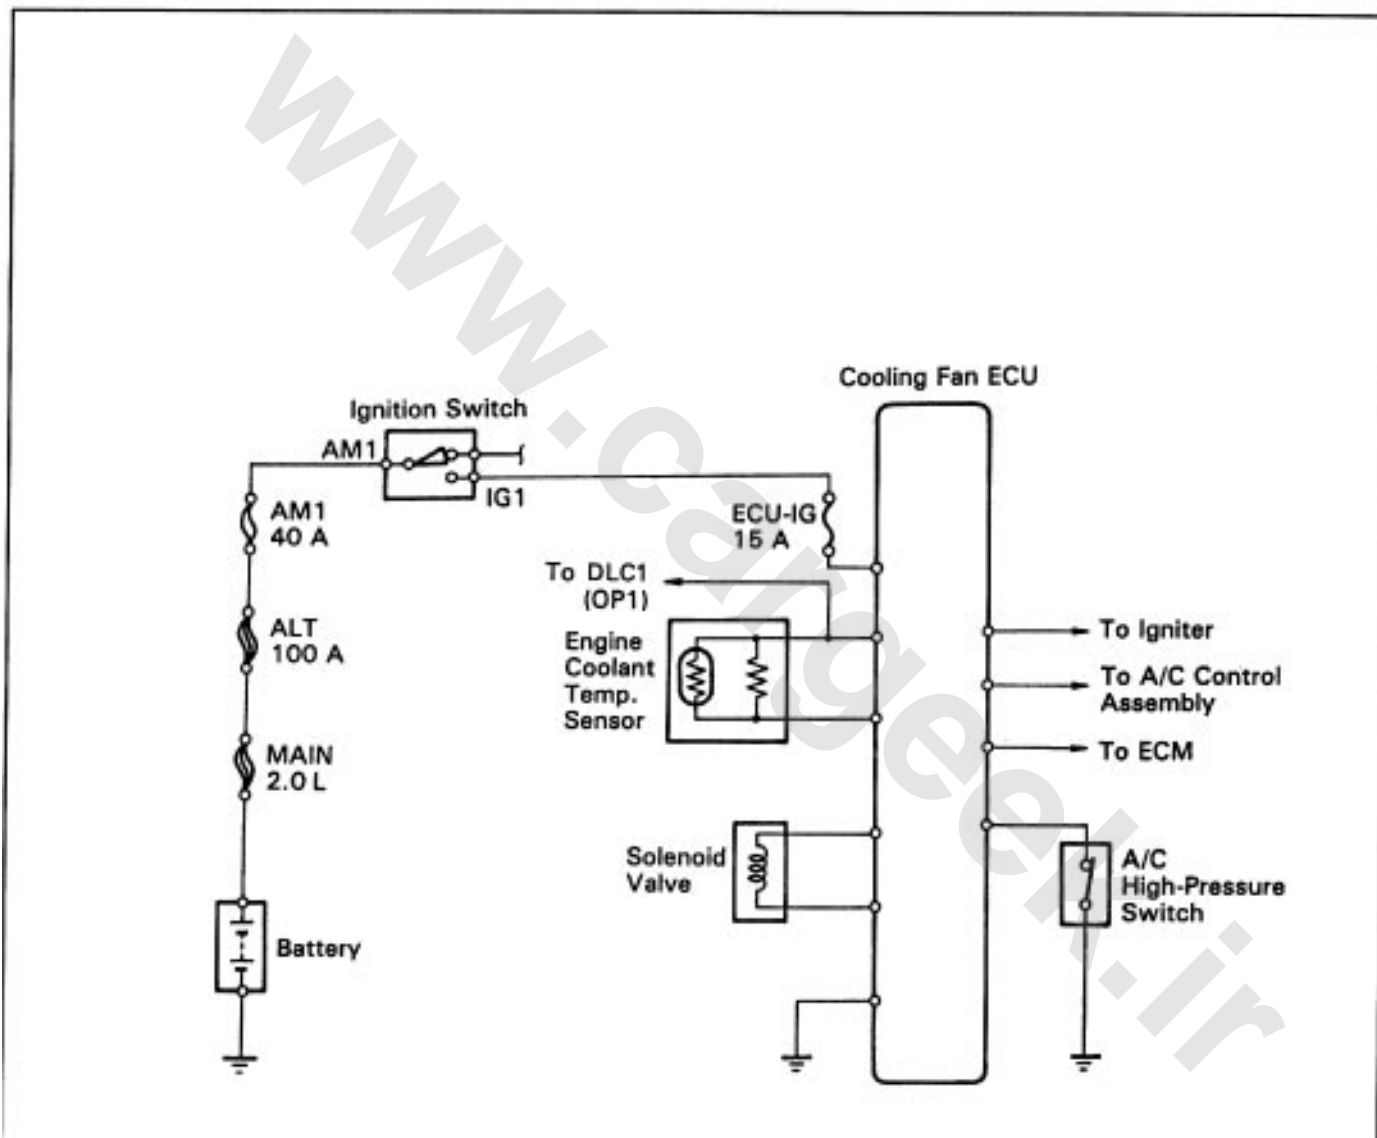 Cooling Fan ECU
Ignition Switch
AM1
IG1
AM1
40 A
ECU-IG
15 A
To DLC1
(OP1)
ALT
100 A
Engine
Coolant
Temp.
Sensor
To Igniter
To A/C Control
Assembly
To ECM
MAIN
2.0 L
Solenoid
Valve
A/C
High-Pressure
Switch
Battery
www.cargeek.ir